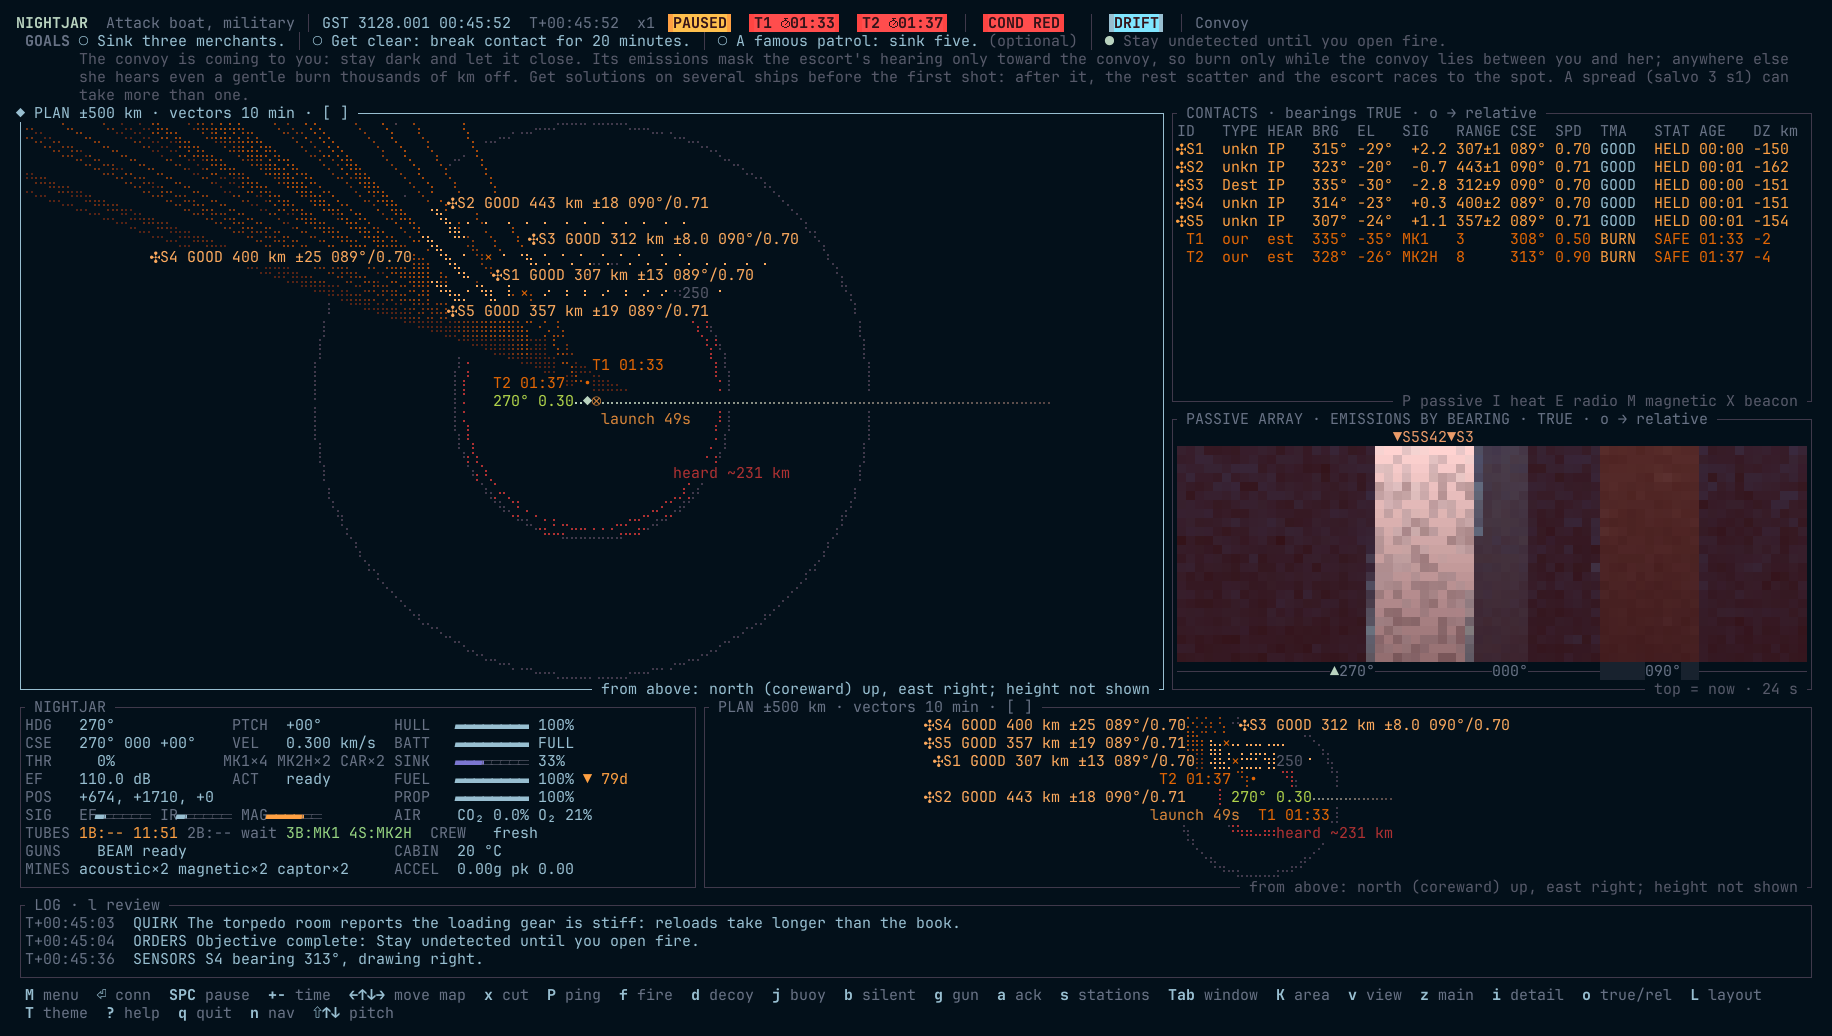 NIGHTJAR Attack boat, military GST 3128.001 00:45:52 T+00:45:52 x1 PAUSED T1 ⏱01:33 T2 ⏱01:37 COND RED DRIFT Convoy
GOALS ○ Sink three merchants. ○ Get clear: break contact for 20 minutes. ○ A famous patrol: sink five. (optional) ● Stay undetected until you open fire.
The convoy is coming to you: stay dark and let it close. Its emissions mask the escort's hearing only toward the convoy, so burn only while the convoy lies between you and her; anywhere else
she hears even a gentle burn thousands of km off. Get solutions on several ships before the first shot: after it, the rest scatter and the escort races to the spot. A spread (salvo 3 s1) can
take more than one.
◆ PLAN ±500 km · vectors 10 min · [ ]
S2 GOOD 443 km ±18 090°/0.71
S3 GOOD 312 km ±8.0 090°/0.70
S4 GOOD 400 km ±25 089°/0.70
S1 GOOD 307 km ±13 089°/0.70
250
S5 GOOD 357 km ±19 089°/0.71
T1 01:33
T2 01:37
270° 0.30
launch 49s
heard ~231 km
from above: north (coreward) up, east right; height not shown
CONTACTS · bearings TRUE · o → relative
ID TYPE HEAR BRG EL SIG RANGE CSE SPD TMA STAT AGE DZ km
S1 unkn IP 315° -29° +2.2 307±1 089° 0.70 GOOD HELD 00:00 -150
S2 unkn IP 323° -20° -0.7 443±1 090° 0.71 GOOD HELD 00:01 -162
S3 Dest IP 335° -30° -2.8 312±9 090° 0.70 GOOD HELD 00:00 -151
S4 unkn IP 314° -23° +0.3 400±2 089° 0.70 GOOD HELD 00:01 -151
S5 unkn IP 307° -24° +1.1 357±2 089° 0.71 GOOD HELD 00:01 -154
T1 our est 335° -35° MK1 3 308° 0.50 BURN SAFE 01:33 -2
T2 our est 328° -26° MK2H 8 313° 0.90 BURN SAFE 01:37 -4
P passive I heat E radio M magnetic X beacon
PASSIVE ARRAY · EMISSIONS BY BEARING · TRUE · o → relative
▼S5S42▼S3
▲270° 000° 090°
top = now · 24 s
NIGHTJAR
HDG 270° PTCH +00° HULL 100%
CSE 270° 000 +00° VEL 0.300 km/s BATT FULL
THR 0% MK1×4 MK2H×2 CAR×2 SINK 33%
EF 110.0 dB ACT ready FUEL 100% ▼ 79d
POS +674, +1710, +0 PROP 100%
SIG EF IR MAG AIR CO₂ 0.0% O₂ 21%
TUBES 1B:-- 11:51 2B:-- wait 3B:MK1 4S:MK2H CREW fresh
GUNS BEAM ready CABIN 20 °C
MINES acoustic×2 magnetic×2 captor×2 ACCEL 0.00g pk 0.00
PLAN ±500 km · vectors 10 min · [ ]
S4 GOOD 400 km ±25 089°/0.70 S3 GOOD 312 km ±8.0 090°/0.70
S5 GOOD 357 km ±19 089°/0.71
S1 GOOD 307 km ±13 089°/0.70 250
T2 01:37
S2 GOOD 443 km ±18 090°/0.71 270° 0.30
launch 49s T1 01:33
heard ~231 km
from above: north (coreward) up, east right; height not shown
LOG · l review
T+00:45:03 QUIRK The torpedo room reports the loading gear is stiff: reloads take longer than the book.
T+00:45:04 ORDERS Objective complete: Stay undetected until you open fire.
T+00:45:36 SENSORS S4 bearing 313°, drawing right.
M menu ⏎ conn SPC pause +- time ←↑↓→ move map x cut P ping f fire d decoy j buoy b silent g gun a ack s stations Tab window K area v view z main i detail o true/rel L layout
T theme ? help q quit n nav ⇧↑↓ pitch